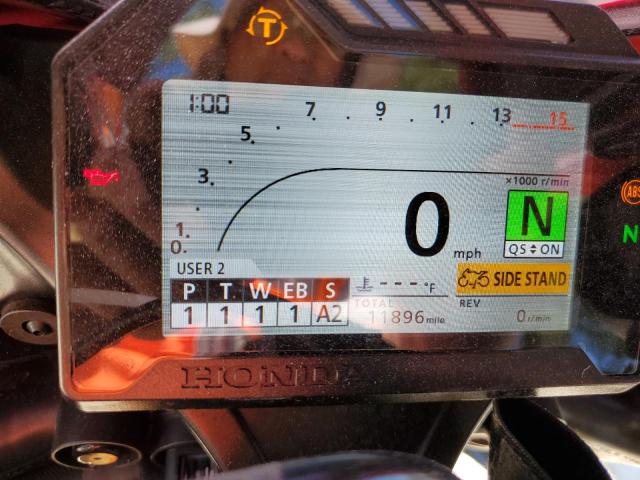 T
1:00
7 9 11 13 15
5
3
1
0
×1000 r/min
0 mph
N
QS ON
ABS
N
USER 2
P T W EB S
1 1 1 1 A2
--- °F
SIDE STAND
TOTAL
11896 mile
REV
0 r/min
HONDA